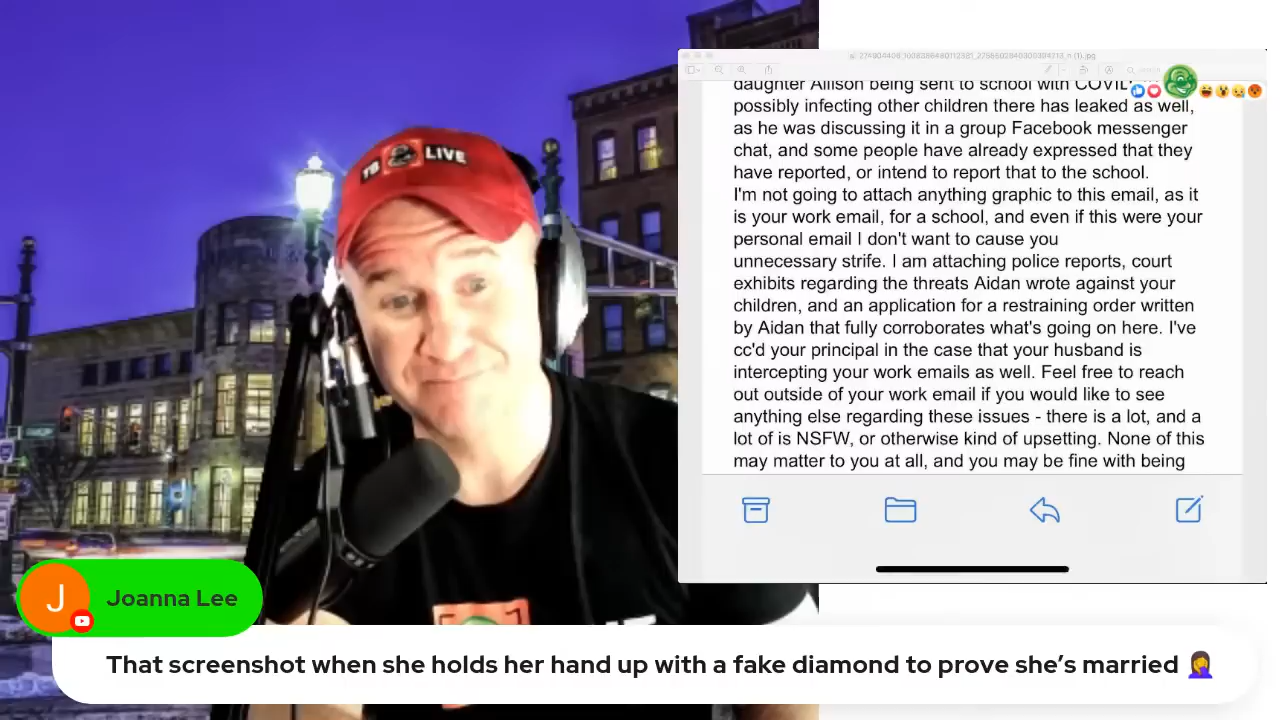 TB LIVE
daughter Allison being sent to school with COVID
possibly infecting other children there has leaked as well,
as he was discussing it in a group Facebook messenger
chat, and some people have already expressed that they
have reported, or intend to report that to the school.
I'm not going to attach anything graphic to this email, as it
is your work email, for a school, and even if this were your
personal email I don't want to cause you
unnecessary strife. I am attaching police reports, court
exhibits regarding the threats Aidan wrote against your
children, and an application for a restraining order written
by Aidan that fully corroborates what's going on here. I've
cc'd your principal in the case that your husband is
intercepting your work emails as well. Feel free to reach
out outside of your work email if you would like to see
anything else regarding these issues - there is a lot, and a
lot of is NSFW, or otherwise kind of upsetting. None of this
may matter to you at all, and you may be fine with being
J
Joanna Lee
That screenshot when she holds her hand up with a fake diamond to prove she's married 🤦‍♀️